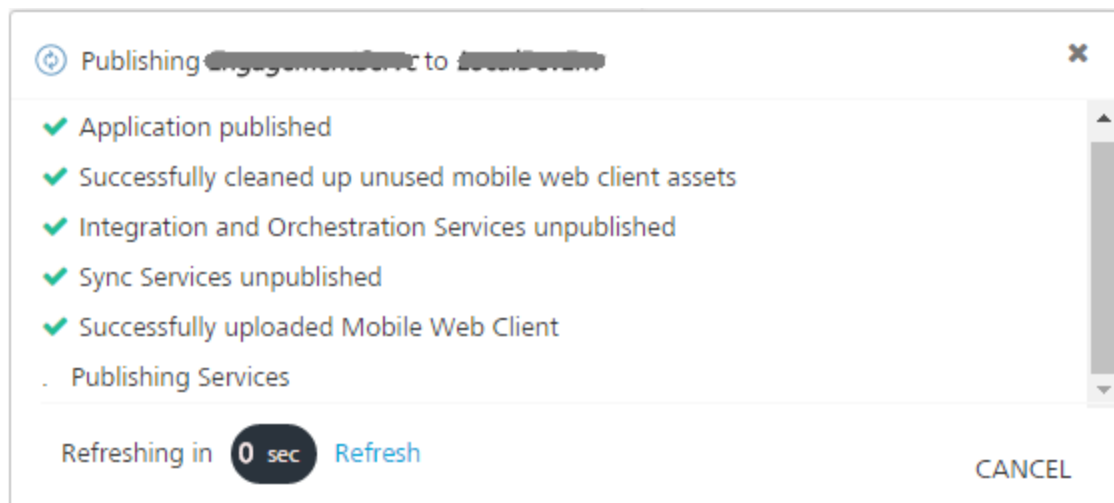 Publishing to
Application published
Successfully cleaned up unused mobile web client assets
Integration and Orchestration Services unpublished
Sync Services unpublished
Successfully uploaded Mobile Web Client
. Publishing Services
Refreshing in 0 sec Refresh
CANCEL